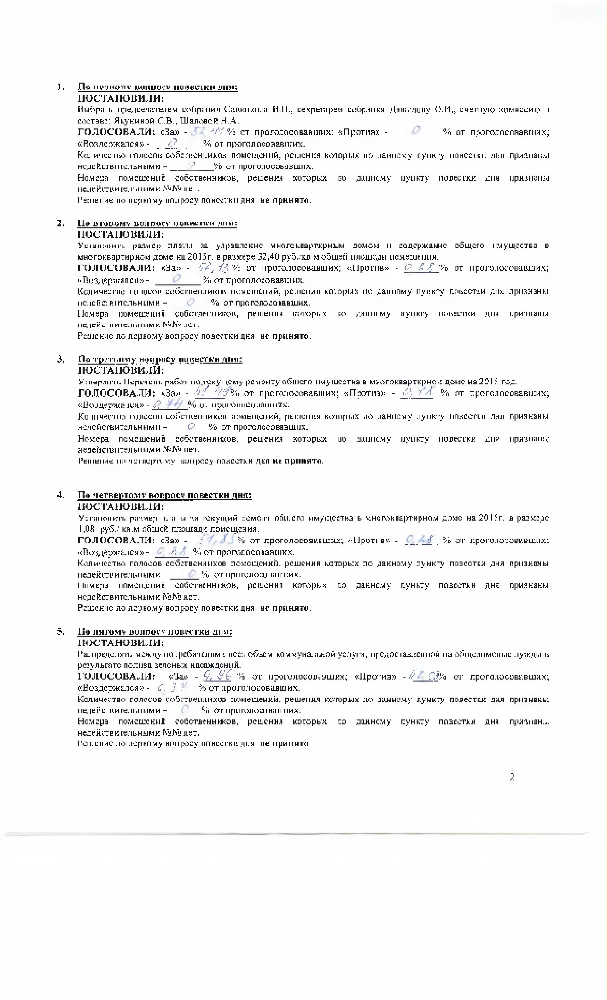 1. По первому вопросу повестки дня:
ПОСТАНОВИЛИ:
Выбрать председателем собрания И.П., секретарем собрания Давыдову О.И., счетную комиссию в
составе: Якуниной С.В., Шаловей Н.А.
ГОЛОСОВАЛИ: «За» - 52,41 % от проголосовавших; «Против» - 0 % от проголосовавших;
«Воздержался» - 0 % от проголосовавших.
Количество голосов собственников помещений, решения которых по данному пункту повестки дня признаны
недействительными – 0 % от проголосовавших.
Номера помещений собственников, решения которых по данному пункту повестки дня признаны
недействительными №№ нет.
Решение по первому вопросу повестки дня не принято.
2. По второму вопросу повестки дня:
ПОСТАНОВИЛИ:
Установить размер платы за управление многоквартирным домом и содержание общего имущества в
многоквартирном доме на 2015г. в размере 32,40 руб./кв м общей площади помещения.
ГОЛОСОВАЛИ: «За» - 52,13 % от проголосовавших; «Против» - 0,28 % от проголосовавших;
«Воздержался» - 0 % от проголосовавших.
Количество голосов собственников помещений, решения которых по данному пункту повестки дня признаны
недействительными – 0 % от проголосовавших.
Номера помещений собственников, решения которых по данному пункту повестки дня признаны
недействительными №№ нет.
Решение по первому вопросу повестки дня не принято.
3. По третьему вопросу повестки дня:
ПОСТАНОВИЛИ:
Утвердить Перечень работ по текущему ремонту общего имущества в многоквартирном доме на 2015 год.
ГОЛОСОВАЛИ: «За» - % от проголосовавших; «Против» - 0,28 % от проголосовавших;
«Воздержался» - 0,74 % от проголосовавших.
Количество голосов собственников помещений, решения которых по данному пункту повестки дня признаны
недействительными – 0 % от проголосовавших.
Номера помещений собственников, решения которых по данному пункту повестки дня признаны
недействительными №№ нет.
Решение по четвертому вопросу повестки дня не принято.
4. По четвертому вопросу повестки дня:
ПОСТАНОВИЛИ:
Установить размер платы за текущий ремонт общего имущества в многоквартирном доме на 2015г. в размере
1,08 руб./ кв.м общей площади помещения.
ГОЛОСОВАЛИ: «За» - 51,85 % от проголосовавших; «Против» - 0,28 % от проголосовавших;
«Воздержался» - 0,28 % от проголосовавших.
Количество голосов собственников помещений, решения которых по данному пункту повестки дня признаны
недействительными 0 % от проголосовавших.
Номера помещений собственников, решения которых по данному пункту повестки дня признаны
недействительными №№ нет.
Решение по первому вопросу повестки дня не принято.
5. По пятому вопросу повестки дня:
ПОСТАНОВИЛИ:
Распределять между потребителями весь объем коммунальной услуги, предоставленной на общедомовые нужды в
результате полива зеленых насаждений.
ГОЛОСОВАЛИ: «За» - % от проголосовавших; «Против» - % от проголосовавших;
«Воздержался» - % от проголосовавших.
Количество голосов собственников помещений, решения которых по данному пункту повестки дня признаны
недействительными – 0 % от проголосовавших.
Номера помещений собственников, решения которых по данному пункту повестки дня признаны
недействительными №№ нет.
Решение по первому вопросу повестки дня не принято
2